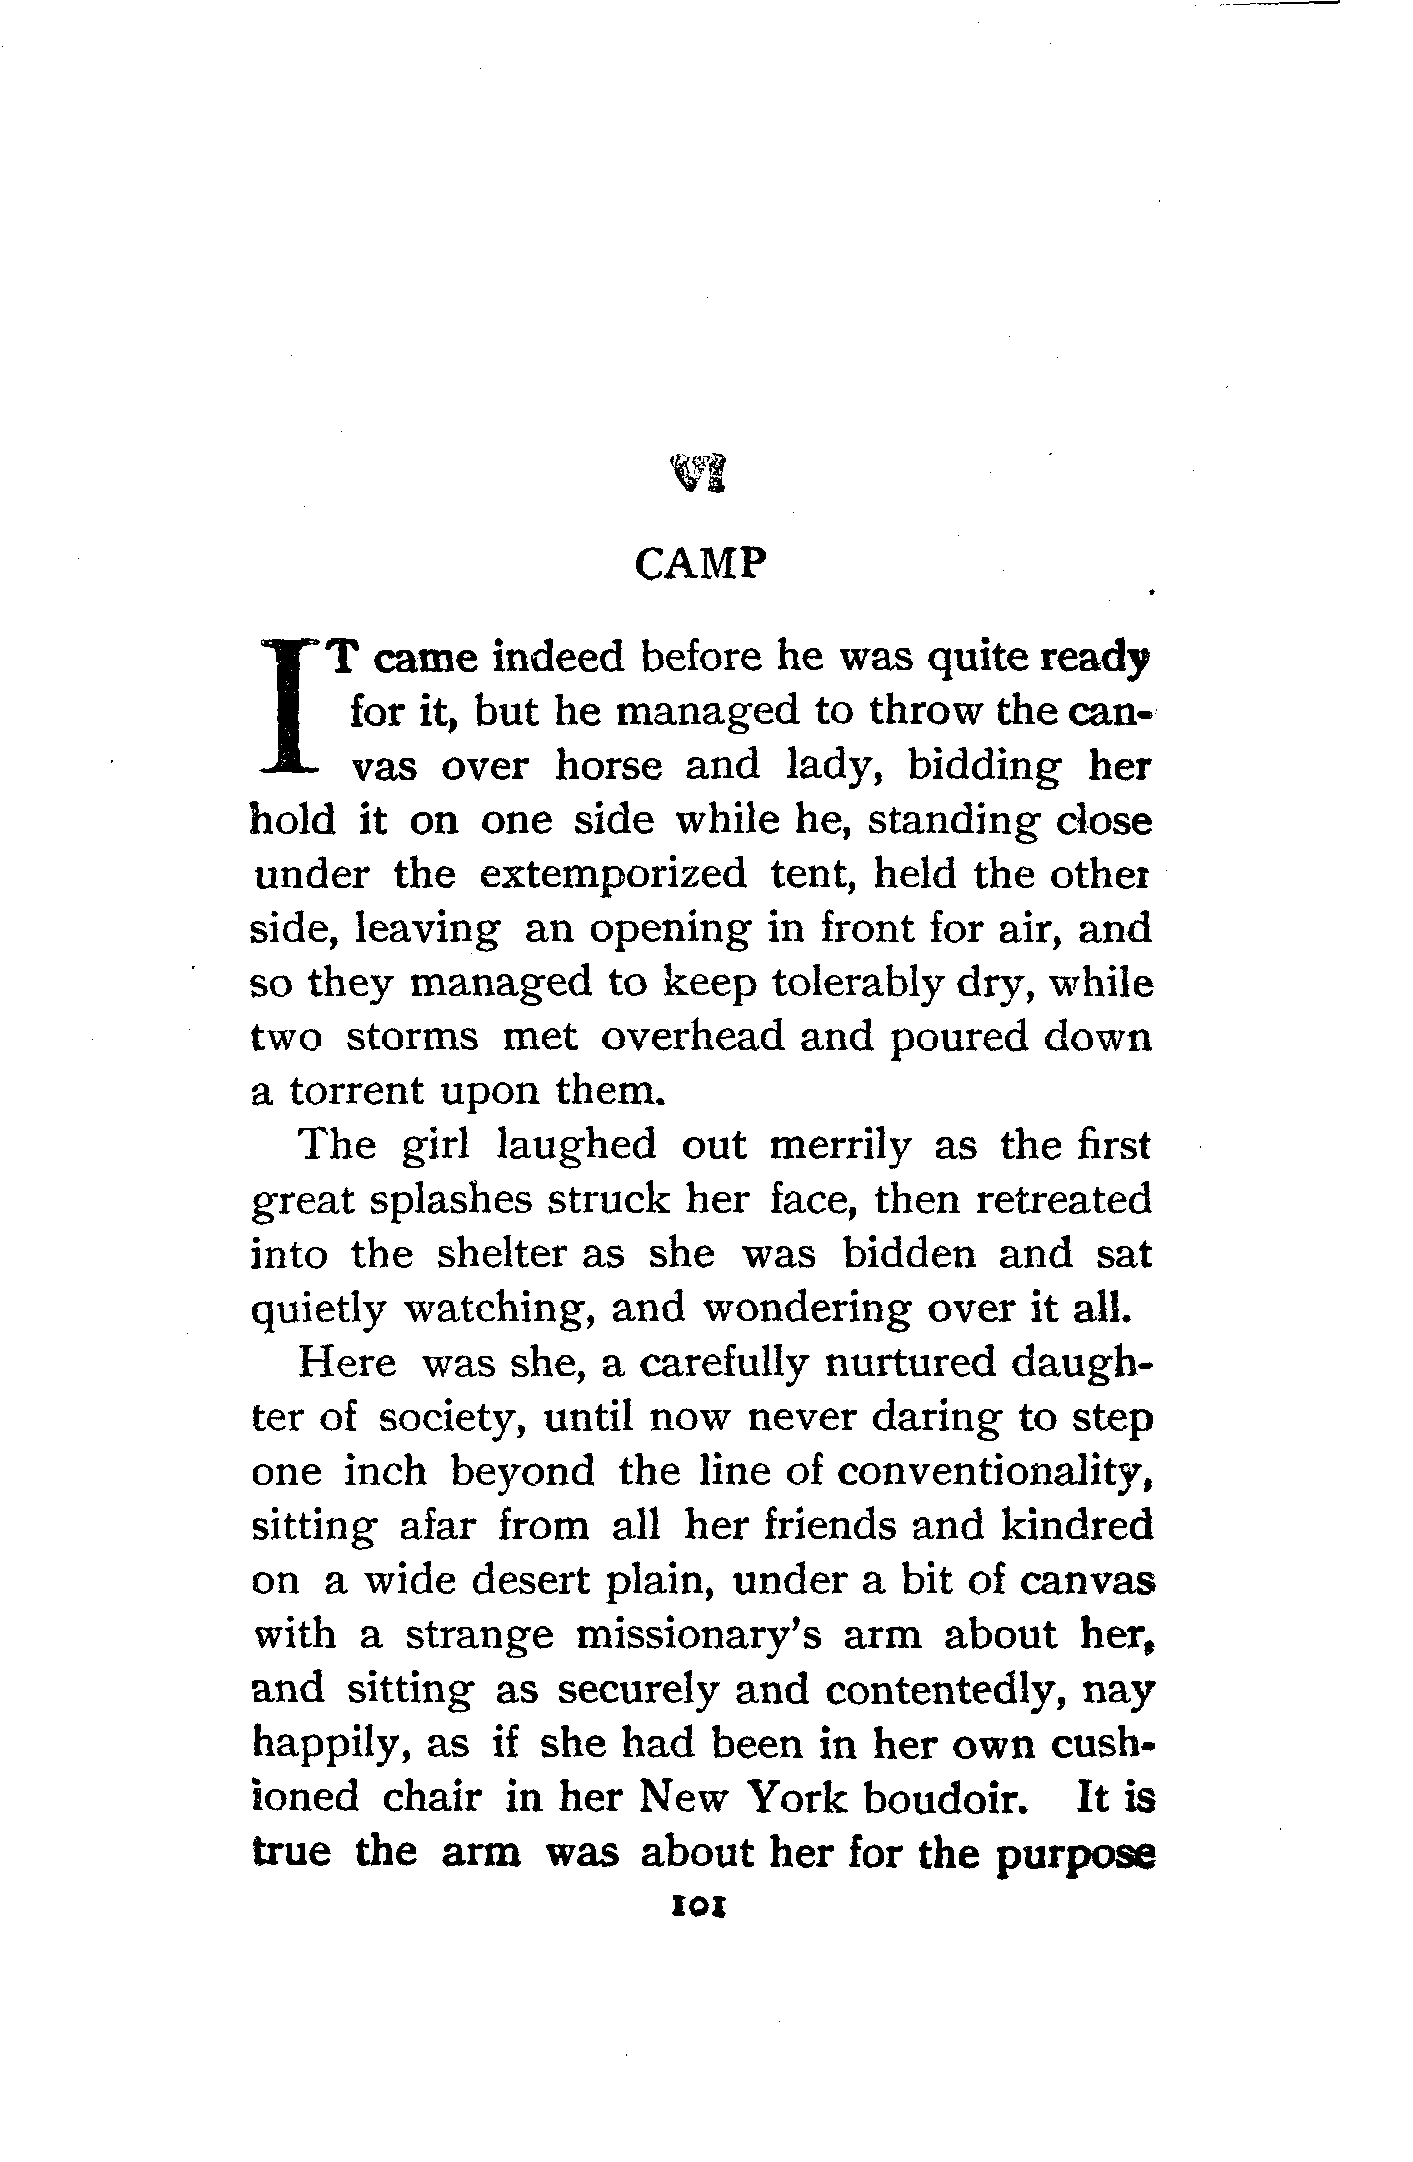 VI
CAMP
IT came indeed before he was quite ready
for it, but he managed to throw the can-
vas over horse and lady, bidding her
hold it on one side while he, standing close
under the extemporized tent, held the other
side, leaving an opening in front for air, and
so they managed to keep tolerably dry, while
two storms met overhead and poured down
a torrent upon them.
The girl laughed out merrily as the first
great splashes struck her face, then retreated
into the shelter as she was bidden and sat
quietly watching, and wondering over it all.
Here was she, a carefully nurtured daugh-
ter of society, until now never daring to step
one inch beyond the line of conventionality,
sitting afar from all her friends and kindred
on a wide desert plain, under a bit of canvas
with a strange missionary's arm about her,
and sitting as securely and contentedly, nay
happily, as if she had been in her own cush-
ioned chair in her New York boudoir. It is
true the arm was about her for the purpose
101